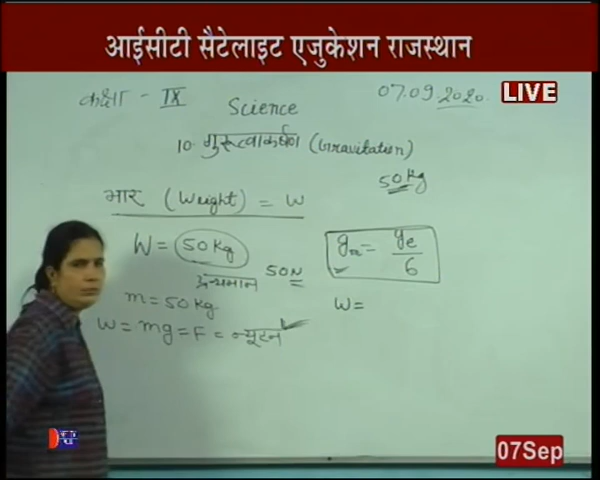 आईसीटी सैटेलाइट एजुकेशन राजस्थान
कक्षा - IX
07.09.2020
LIVE
Science
10. गुरूत्वाकर्षण (Gravitation)
50 Kg
भार (Weight) = W
W = 50 Kg
gm = ge/6
द्रव्यमान
50 N
m = 50 Kg
W =
W = mg = F = न्यूटन
07Sep